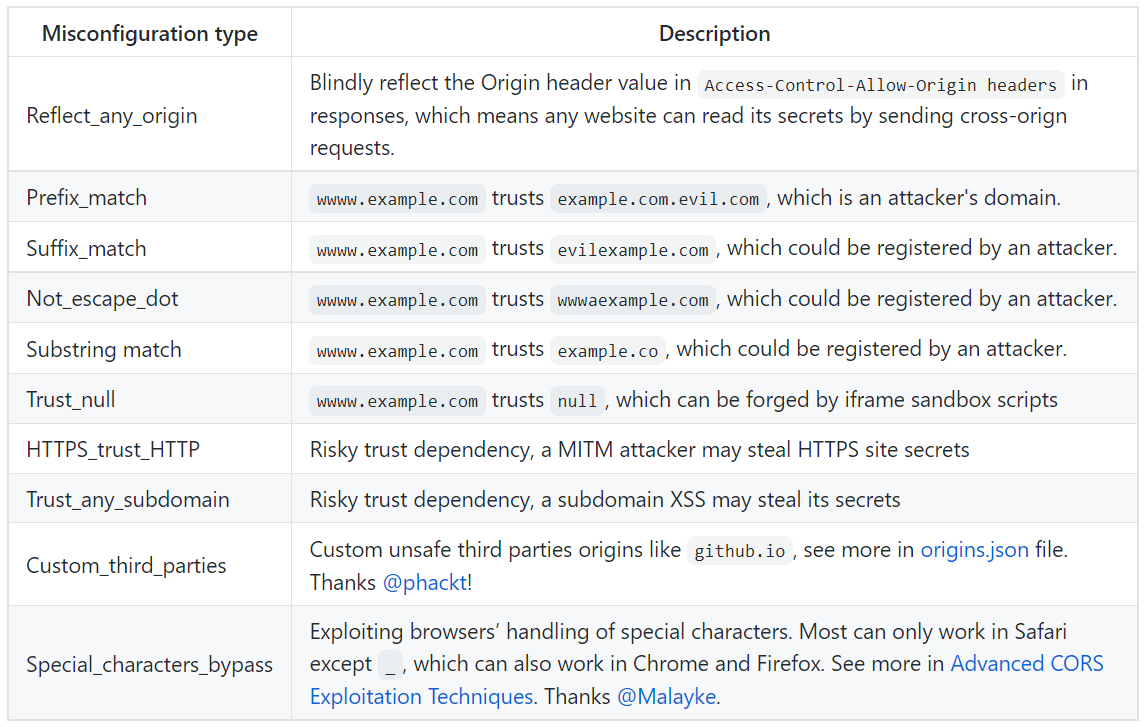 Misconfiguration type Description
Reflect_any_origin
Blindly reflect the Origin header value in Access-Control-Allow-Origin headers in
responses, which means any website can read its secrets by sending cross-orign
requests.
Prefix_match wwww.example.com trusts example.com.evil.com, which is an attacker's domain.
Suffix_match wwww.example.com trusts evilexample.com, which could be registered by an attacker.
Not_escape_dot wwww.example.com trusts wwwaexample.com, which could be registered by an attacker.
Substring match wwww.example.com trusts example.co, which could be registered by an attacker.
Trust_null wwww.example.com trusts null, which can be forged by iframe sandbox scripts
HTTPS_trust_HTTP Risky trust dependency, a MITM attacker may steal HTTPS site secrets
Trust_any_subdomain Risky trust dependency, a subdomain XSS may steal its secrets
Custom_third_parties
Custom unsafe third parties origins like github.io, see more in origins.json file.
Thanks @phackt!
Special_characters_bypass
Exploiting browsers’ handling of special characters. Most can only work in Safari
except _, which can also work in Chrome and Firefox. See more in Advanced CORS
Exploitation Techniques. Thanks @Malayke.